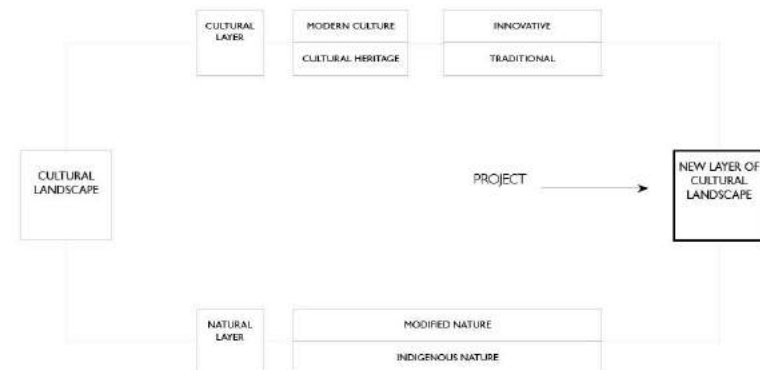 CULTURAL
LAYER
MODERN CULTURE
CULTURAL HERITAGE
INNOVATIVE
TRADITIONAL
CULTURAL
LANDSCAPE
PROJECT
NEW LAYER OF
CULTURAL
LANDSCAPE
NATURAL
LAYER
MODIFIED NATURE
INDIGENOUS NATURE